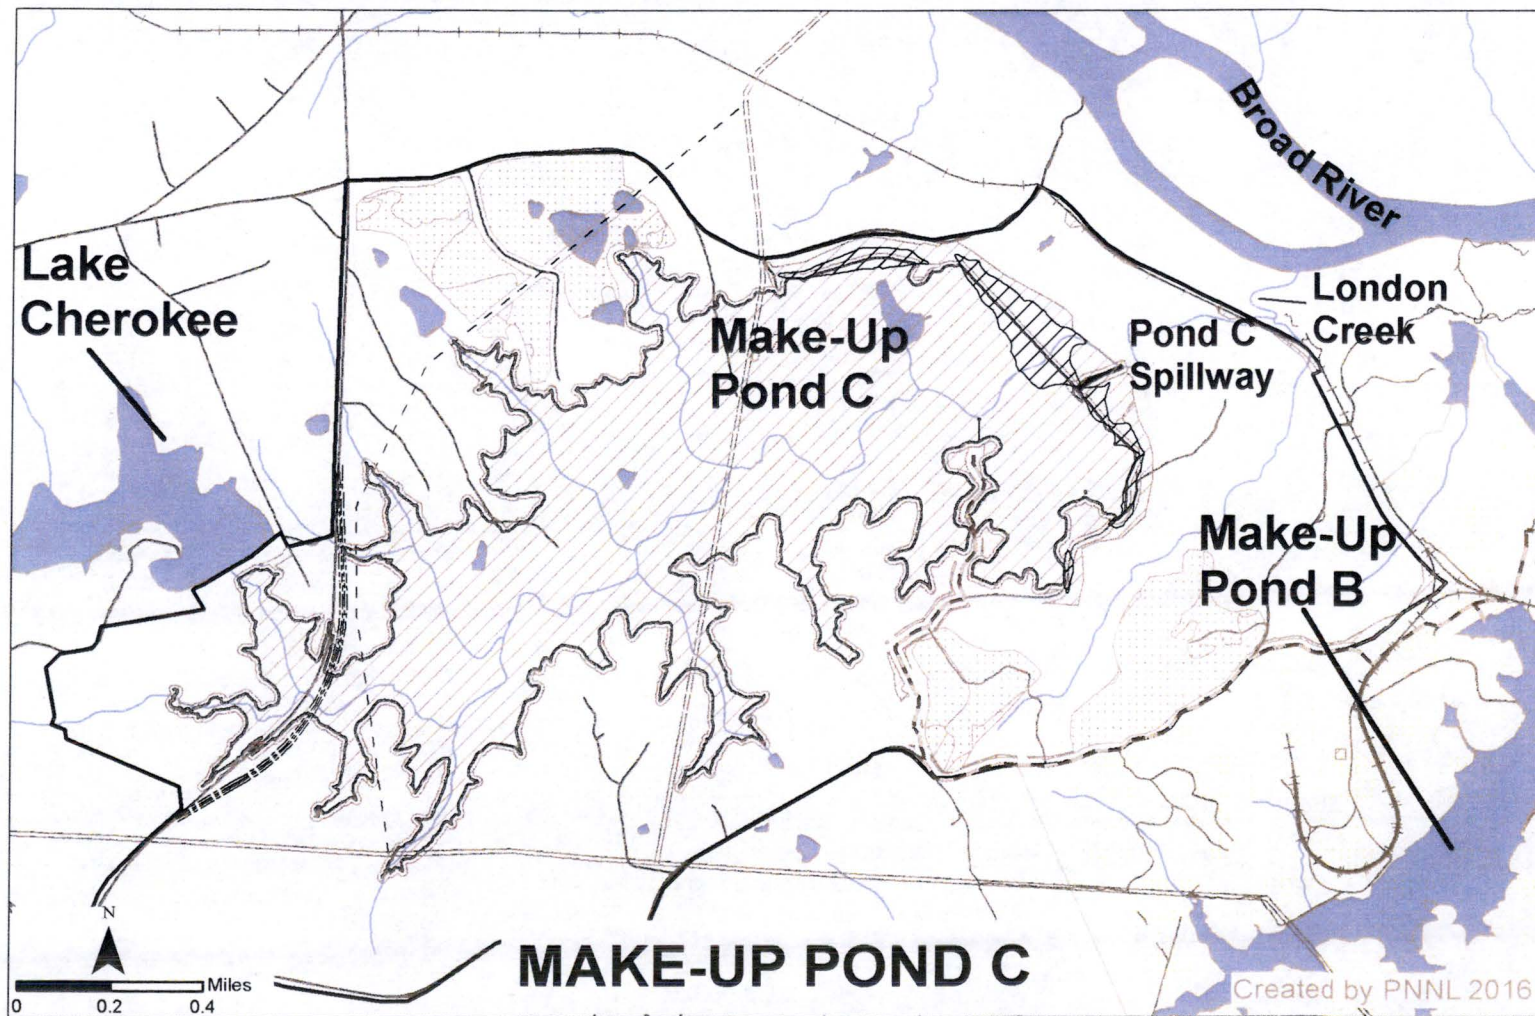 Broad River
Lake
Cherokee
London
Creek
Make-Up
Pond C
Pond C
Spillway
Make-Up
Pond B
N
Miles
0
0.2
0.4
MAKE-UP POND C
Created by PNNL 2016